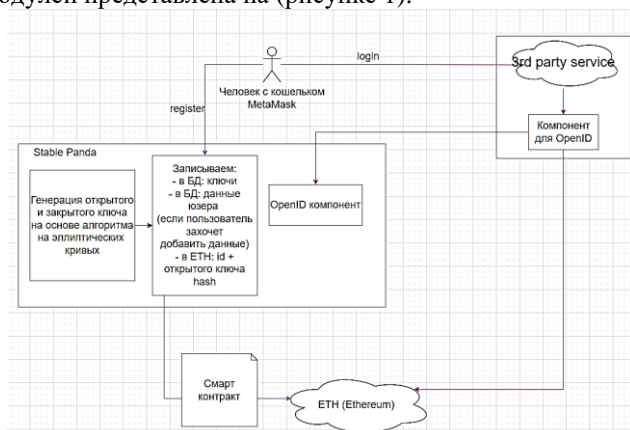 одулей представлена на (рисунке 1).
login
3rd party service
Человек с кошельком
MetaMask
register
Компонент
для OpenID
Stable Panda
Генерация открытого
и закрытого ключа
на основе алгоритма
на эллиптических
кривых
Записываем:
- в БД: ключи
- в БД: данные
юзера
(если пользователь
захочет
добавить данные)
- в ETH: id +
открытого ключа
hash
OpenID компонент
Смарт
контракт
ETH (Ethereum)